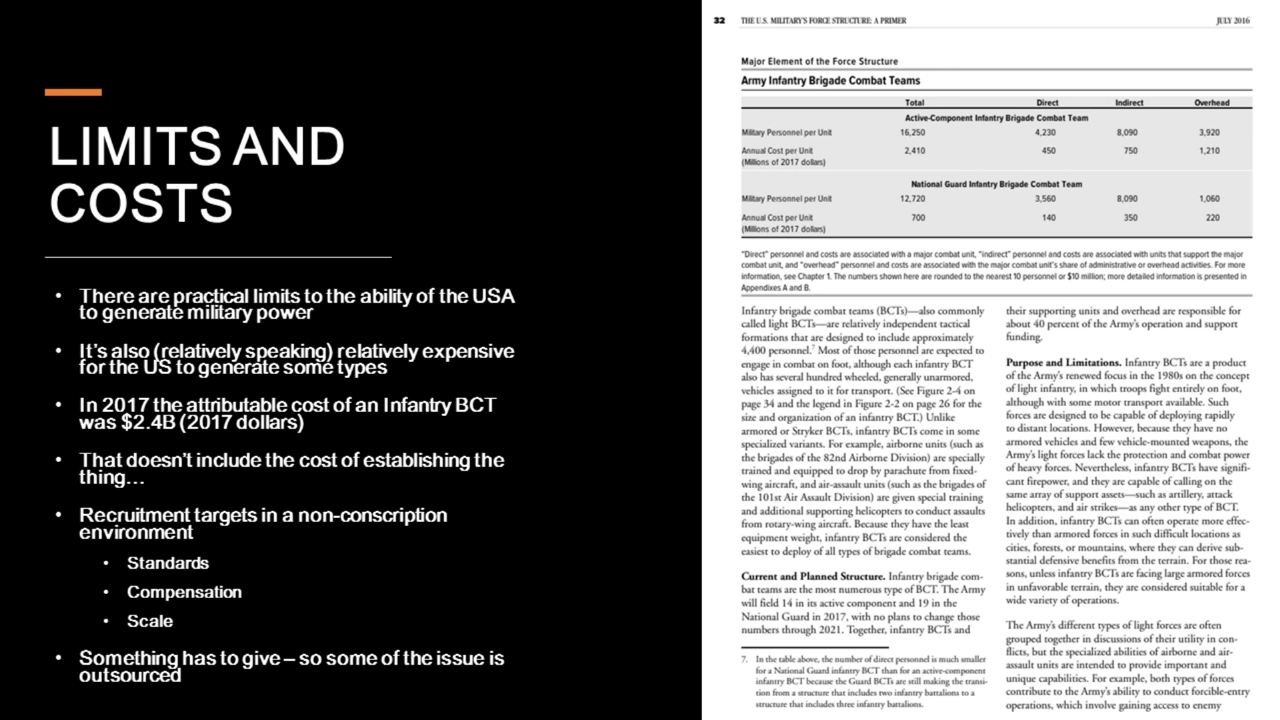 LIMITS AND
COSTS
• There are practical limits to the ability of the USA
to generate military power
• It's also (relatively speaking) relatively expensive
for the US to generate some types
• In 2017 the attributable cost of an Infantry BCT
was $2.4B (2017 dollars)
• That doesn't include the cost of establishing the
thing…
• Recruitment targets in a non-conscription
environment
• Standards
• Compensation
• Scale
• Something has to give – so some of the issue is
outsourced
32 THE U.S. MILITARY'S FORCE STRUCTURE: A PRIMER JULY 2016
Major Element of the Force Structure
Army Infantry Brigade Combat Teams
Total Direct Indirect Overhead
Active-Component Infantry Brigade Combat Team
Military Personnel per Unit 16,250 4,230 8,090 3,920
Annual Cost per Unit 2,410 450 750 1,210
(Millions of 2017 dollars)
National Guard Infantry Brigade Combat Team
Military Personnel per Unit 12,720 3,560 8,090 1,060
Annual Cost per Unit 700 140 350 220
(Millions of 2017 dollars)
"Direct" personnel and costs are associated with a major combat unit, "indirect" personnel and costs are associated with units that support the major
combat unit, and "overhead" personnel and costs are associated with the major combat unit's share of administrative or overhead activities. For more
information, see Chapter 1. The numbers shown here are rounded to the nearest 10 personnel or $10 million; more detailed information is presented in
Appendixes A and B.
Infantry brigade combat teams (BCTs)—also commonly
called light BCTs—are relatively independent tactical
formations that are designed to include approximately
4,400 personnel.7 Most of those personnel are expected to
engage in combat on foot, although each infantry BCT
also has several hundred wheeled, generally unarmored,
vehicles assigned to it for transport. (See Figure 2-4 on
page 34 and the legend in Figure 2-2 on page 26 for the
size and organization of an infantry BCT.) Unlike
armored or Stryker BCTs, infantry BCTs come in some
specialized variants. For example, airborne units (such as
the brigades of the 82nd Airborne Division) are specially
trained and equipped to drop by parachute from fixed-
wing aircraft, and air-assault units (such as the brigades of
the 101st Air Assault Division) are given special training
and additional supporting helicopters to conduct assaults
from rotary-wing aircraft. Because they have the least
equipment weight, infantry BCTs are considered the
easiest to deploy of all types of brigade combat teams.
Current and Planned Structure. Infantry brigade com-
bat teams are the most numerous type of BCT. The Army
will field 14 in its active component and 19 in the
National Guard in 2017, with no plans to change those
numbers through 2021. Together, infantry BCTs and
7. In the table above, the number of direct personnel is much smaller
for a National Guard infantry BCT than for an active-component
infantry BCT because the Guard BCTs are still making the transi-
tion from a structure that includes two infantry battalions to a
structure that includes three infantry battalions.
their supporting units and overhead are responsible for
about 40 percent of the Army's operation and support
funding.
Purpose and Limitations. Infantry BCTs are a product
of the Army's renewed focus in the 1980s on the concept
of light infantry, in which troops fight entirely on foot,
although with some motor transport available. Such
forces are designed to be capable of deploying rapidly
to distant locations. However, because they have no
armored vehicles and few vehicle-mounted weapons, the
Army's light forces lack the protection and combat power
of heavy forces. Nevertheless, infantry BCTs have signifi-
cant firepower, and they are capable of calling on the
same array of support assets—such as artillery, attack
helicopters, and air strikes—as any other type of BCT.
In addition, infantry BCTs can often operate more effec-
tively than armored forces in such difficult locations as
cities, forests, or mountains, where they can derive sub-
stantial defensive benefits from the terrain. For those rea-
sons, unless infantry BCTs are facing large armored forces
in unfavorable terrain, they are considered suitable for a
wide variety of operations.
The Army's different types of light forces are often
grouped together in discussions of their utility in con-
flicts, but the specialized abilities of airborne and air-
assault units are intended to provide important and
unique capabilities. For example, both types of forces
contribute to the Army's ability to conduct forcible-entry
operations, which involve gaining access to enemy